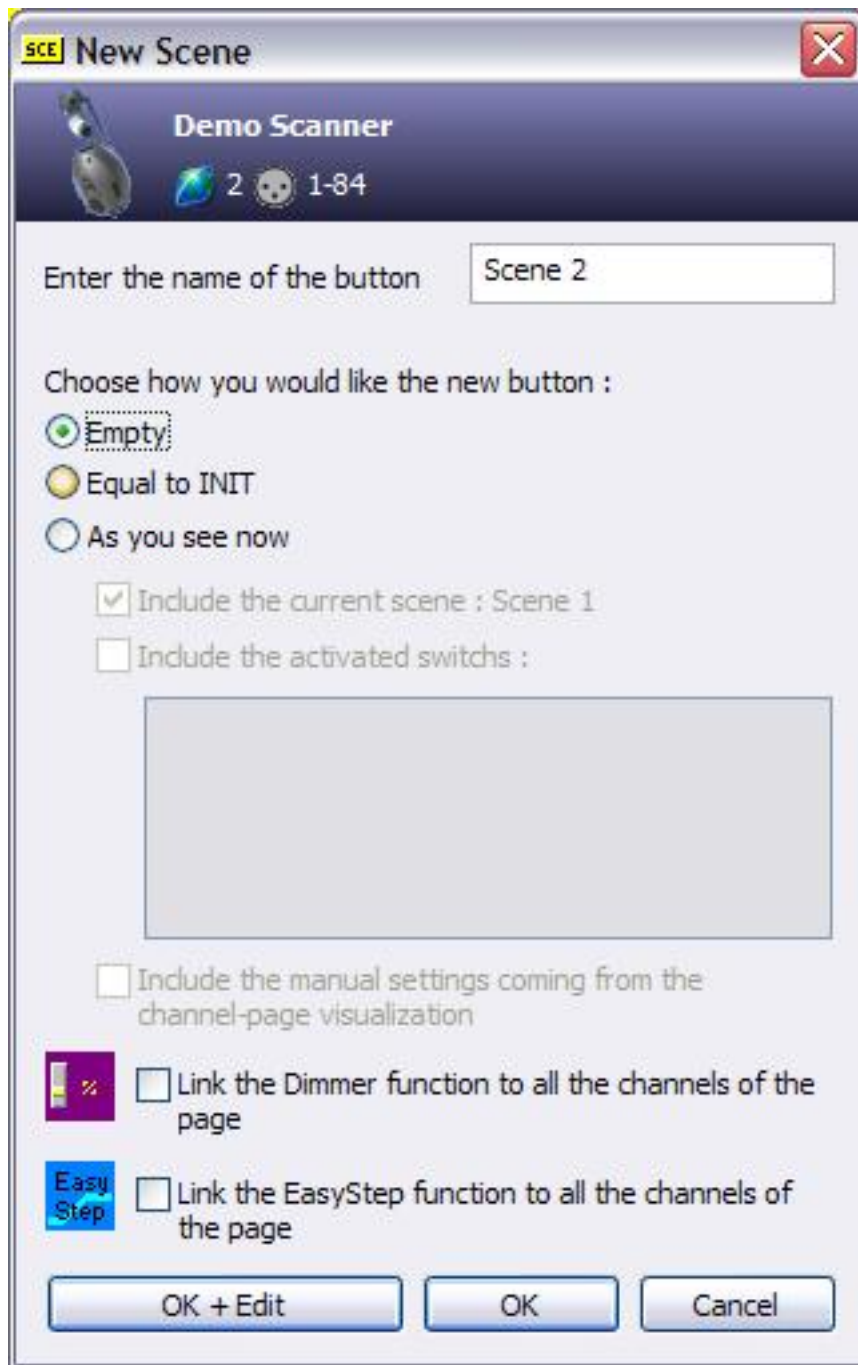 SCE New Scene
Demo Scanner
2 1-84
Enter the name of the button Scene 2
Choose how you would like the new button :
Empty
Equal to INIT
As you see now
Include the current scene : Scene 1
Include the activated switchs :
Include the manual settings coming from the
channel-page visualization
% Link the Dimmer function to all the channels of the
page
Easy
Step
Link the EasyStep function to all the channels of
the page
OK + Edit OK Cancel